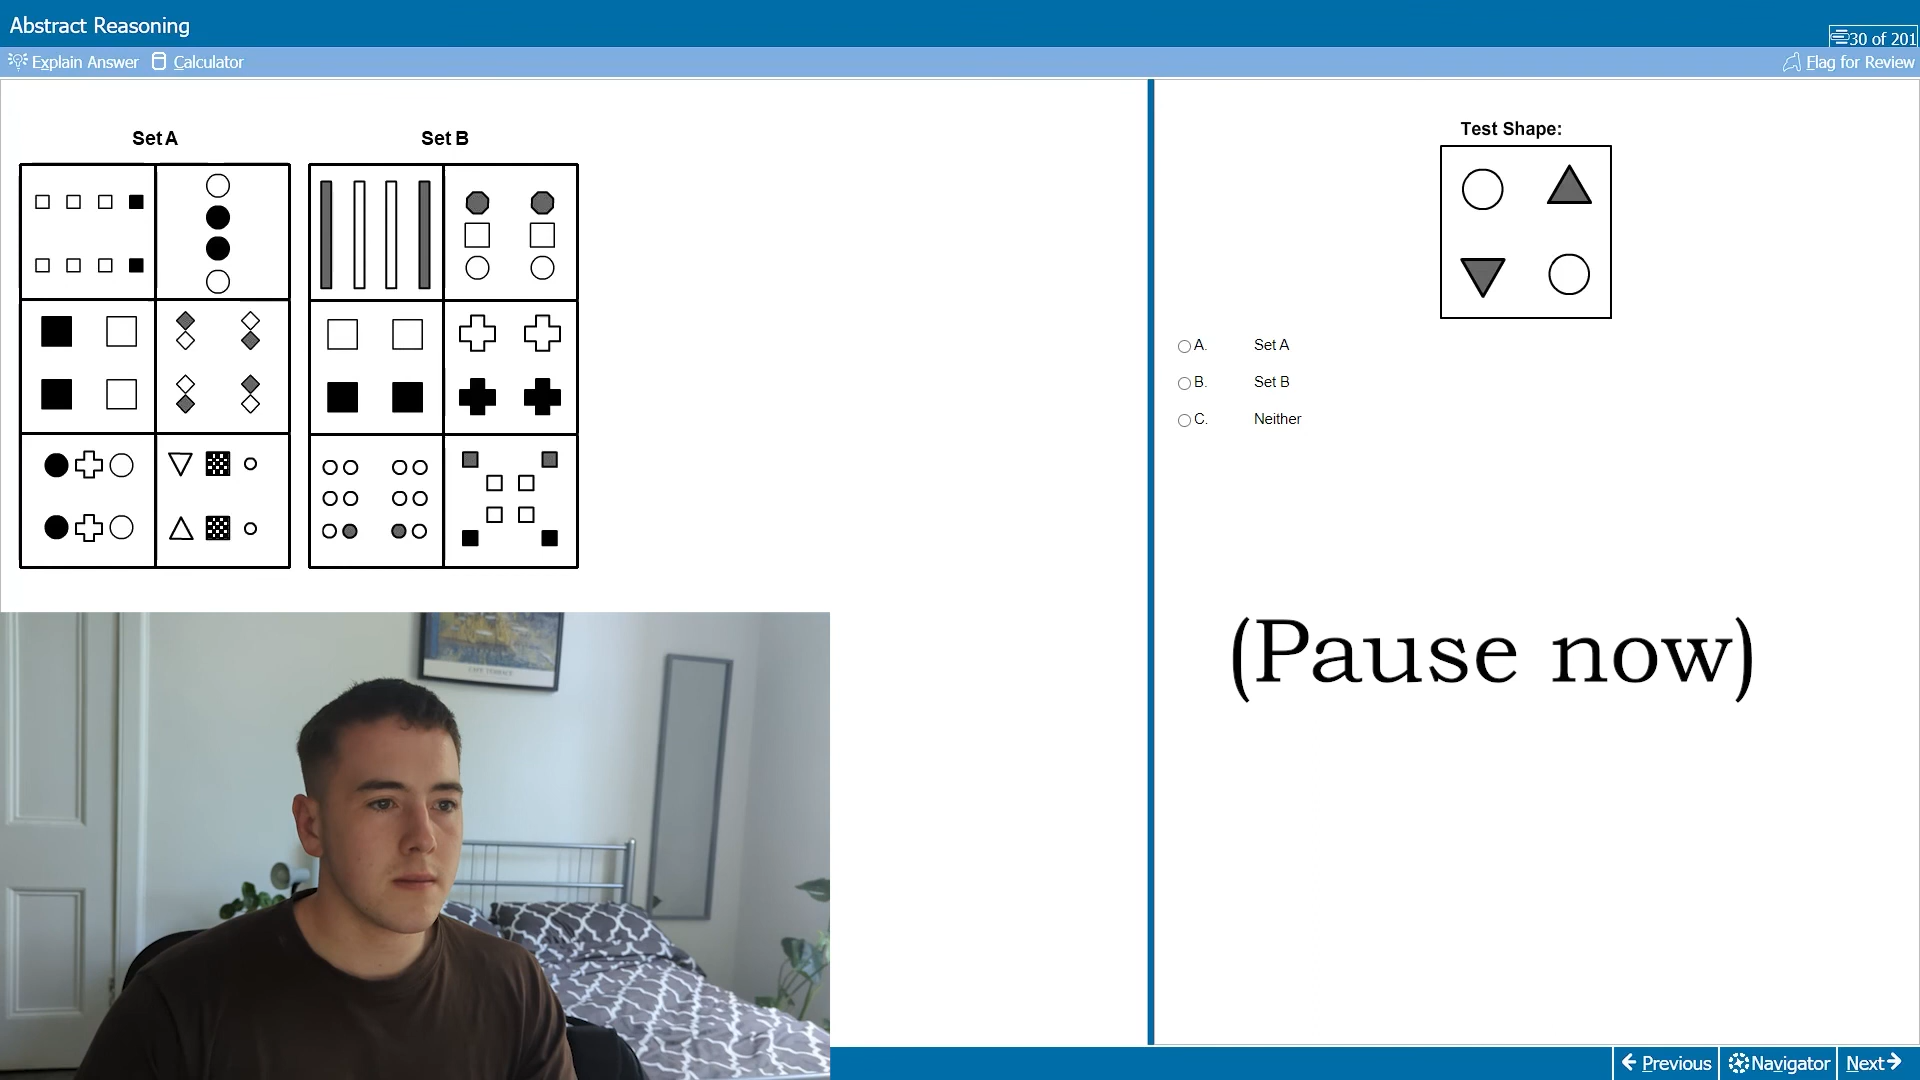 Abstract Reasoning
30 of 201
Explain Answer
Calculator
Flag for Review
Set A
Set B
Test Shape:
A. Set A
B. Set B
C. Neither
(Pause now)
Previous
Navigator
Next